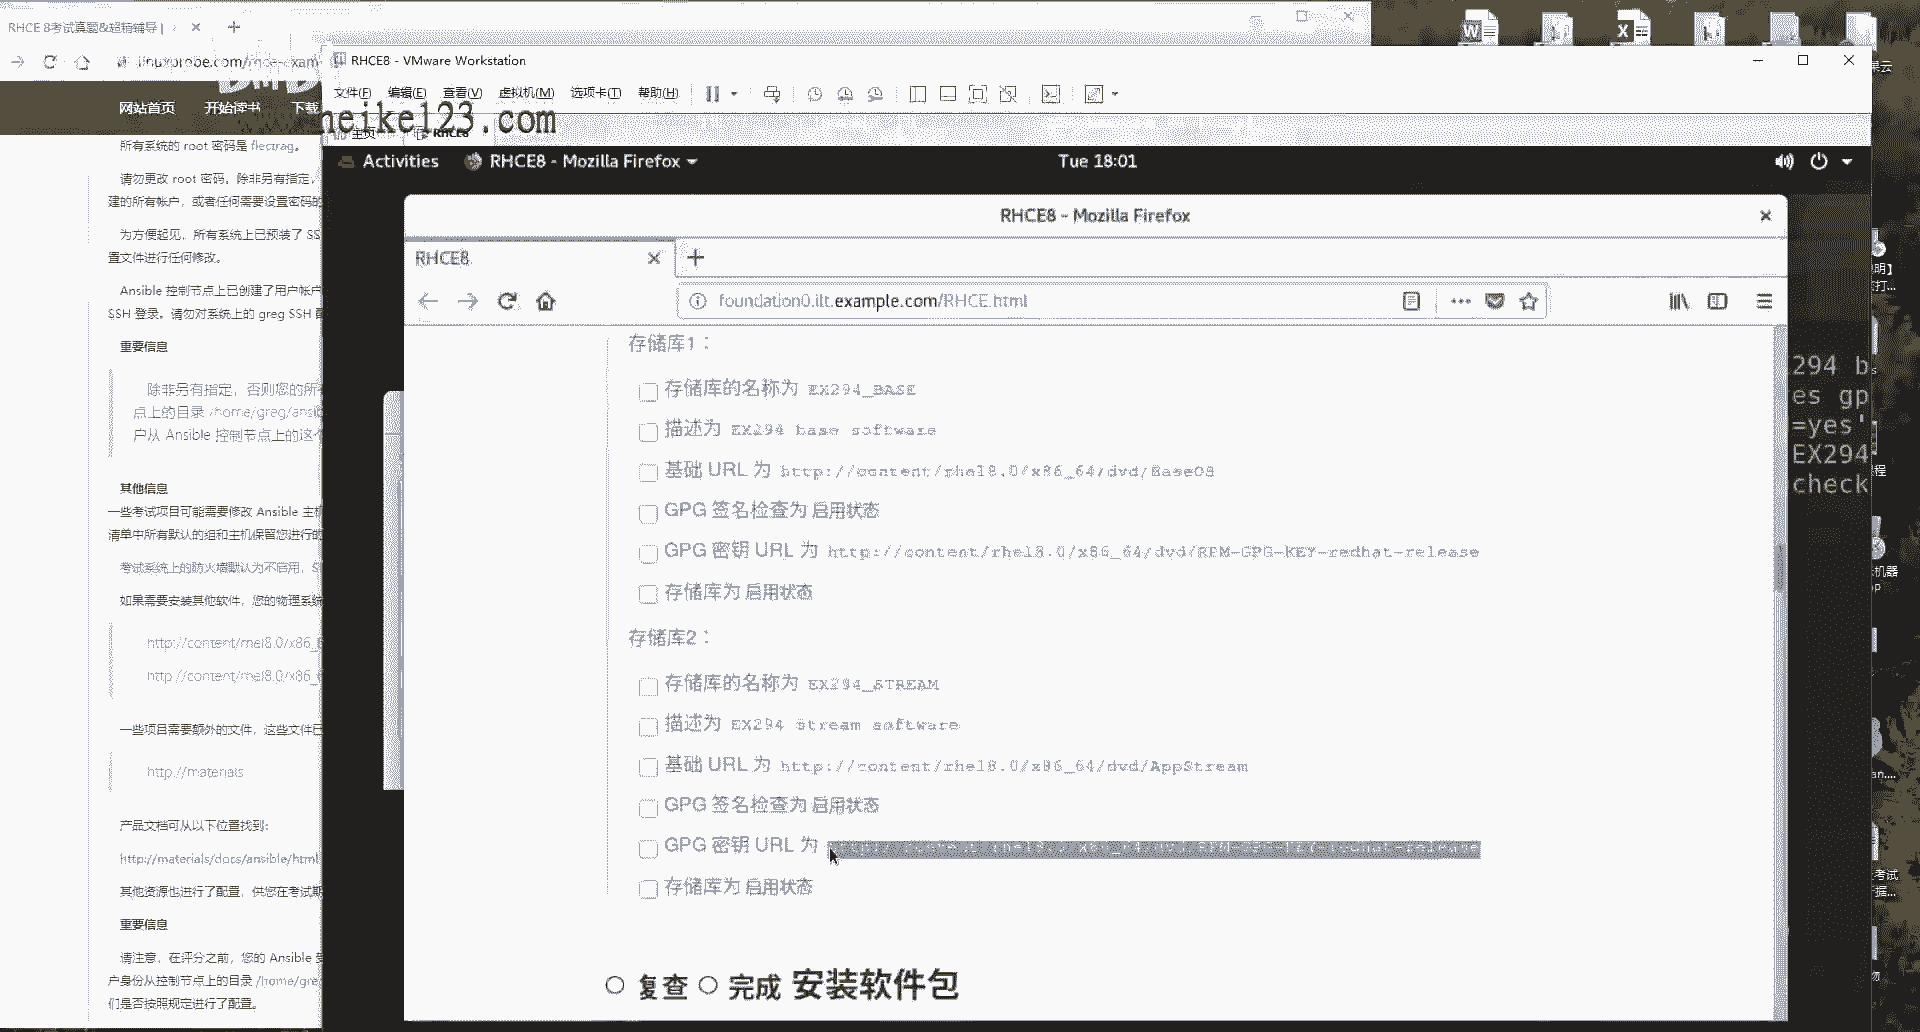 RHCE 8考试真题&超精辅导 |
linuxprobe.com/rhce-exam
RHCE8 - VMware Workstation
网站首页
开始读书
下载
文件(F) 编辑(E) 查看(V) 虚拟机(M) 选项卡(T) 帮助(H)
heike123.com
主页
RHCE8
Activities
RHCE8 - Mozilla Firefox
Tue 18:01
RHCE8 - Mozilla Firefox
RHCE8
foundation0.ilt.example.com/RHCE.html
所有系统的 root 密码是 flectrag。
请勿更改 root 密码。除非另有指定,
建的所有帐户,或者任何需要设置密码的
为方便起见,所有系统上已预装了 SS
置文件进行任何修改。
Ansible 控制节点上已创建了用户帐户
SSH 登录。请勿对系统上的 greg SSH 配
重要信息
除非另有指定,否则您的所有
点上的目录 /home/greg/ansib
户从 Ansible 控制节点上的这个
其他信息
一些考试项目可能需要修改 Ansible 主机
清单中所有默认的组和主机保留您进行的
考试系统上的防火墙默认为不启用,S
如果需要安装其他软件,您的物理系统
http://content/rhel8.0/x86_6
http://content/rhel8.0/x86_6
一些项目需要额外的文件,这些文件已
http://materials
产品文档可从以下位置找到:
http://materials/docs/ansible/html
其他资源也进行了配置,供您在考试期
重要信息
请注意,在评分之前,您的 Ansible 受
户身份从控制节点上的目录 /home/gre
们是否按照规定进行了配置。
存储库1:
存储库的名称为 EX294_BASE
描述为 EX294 base software
基础 URL 为 http://content/rhel8.0/x86_64/dvd/BaseOS
GPG 签名检查为 启用状态
GPG 密钥 URL 为 http://content/rhel8.0/x86_64/dvd/RPM-GPG-KEY-redhat-release
存储库为 启用状态
存储库2:
存储库的名称为 EX294_STREAM
描述为 EX294 Stream software
基础 URL 为 http://content/rhel8.0/x86_64/dvd/AppStream
GPG 签名检查为 启用状态
GPG 密钥 URL 为 http://content/rhel8.0/x86_64/dvd/RPM-GPG-KEY-redhat-release
存储库为 启用状态
复查 完成 安装软件包
294 b
es gp
=yes'
EX294
check